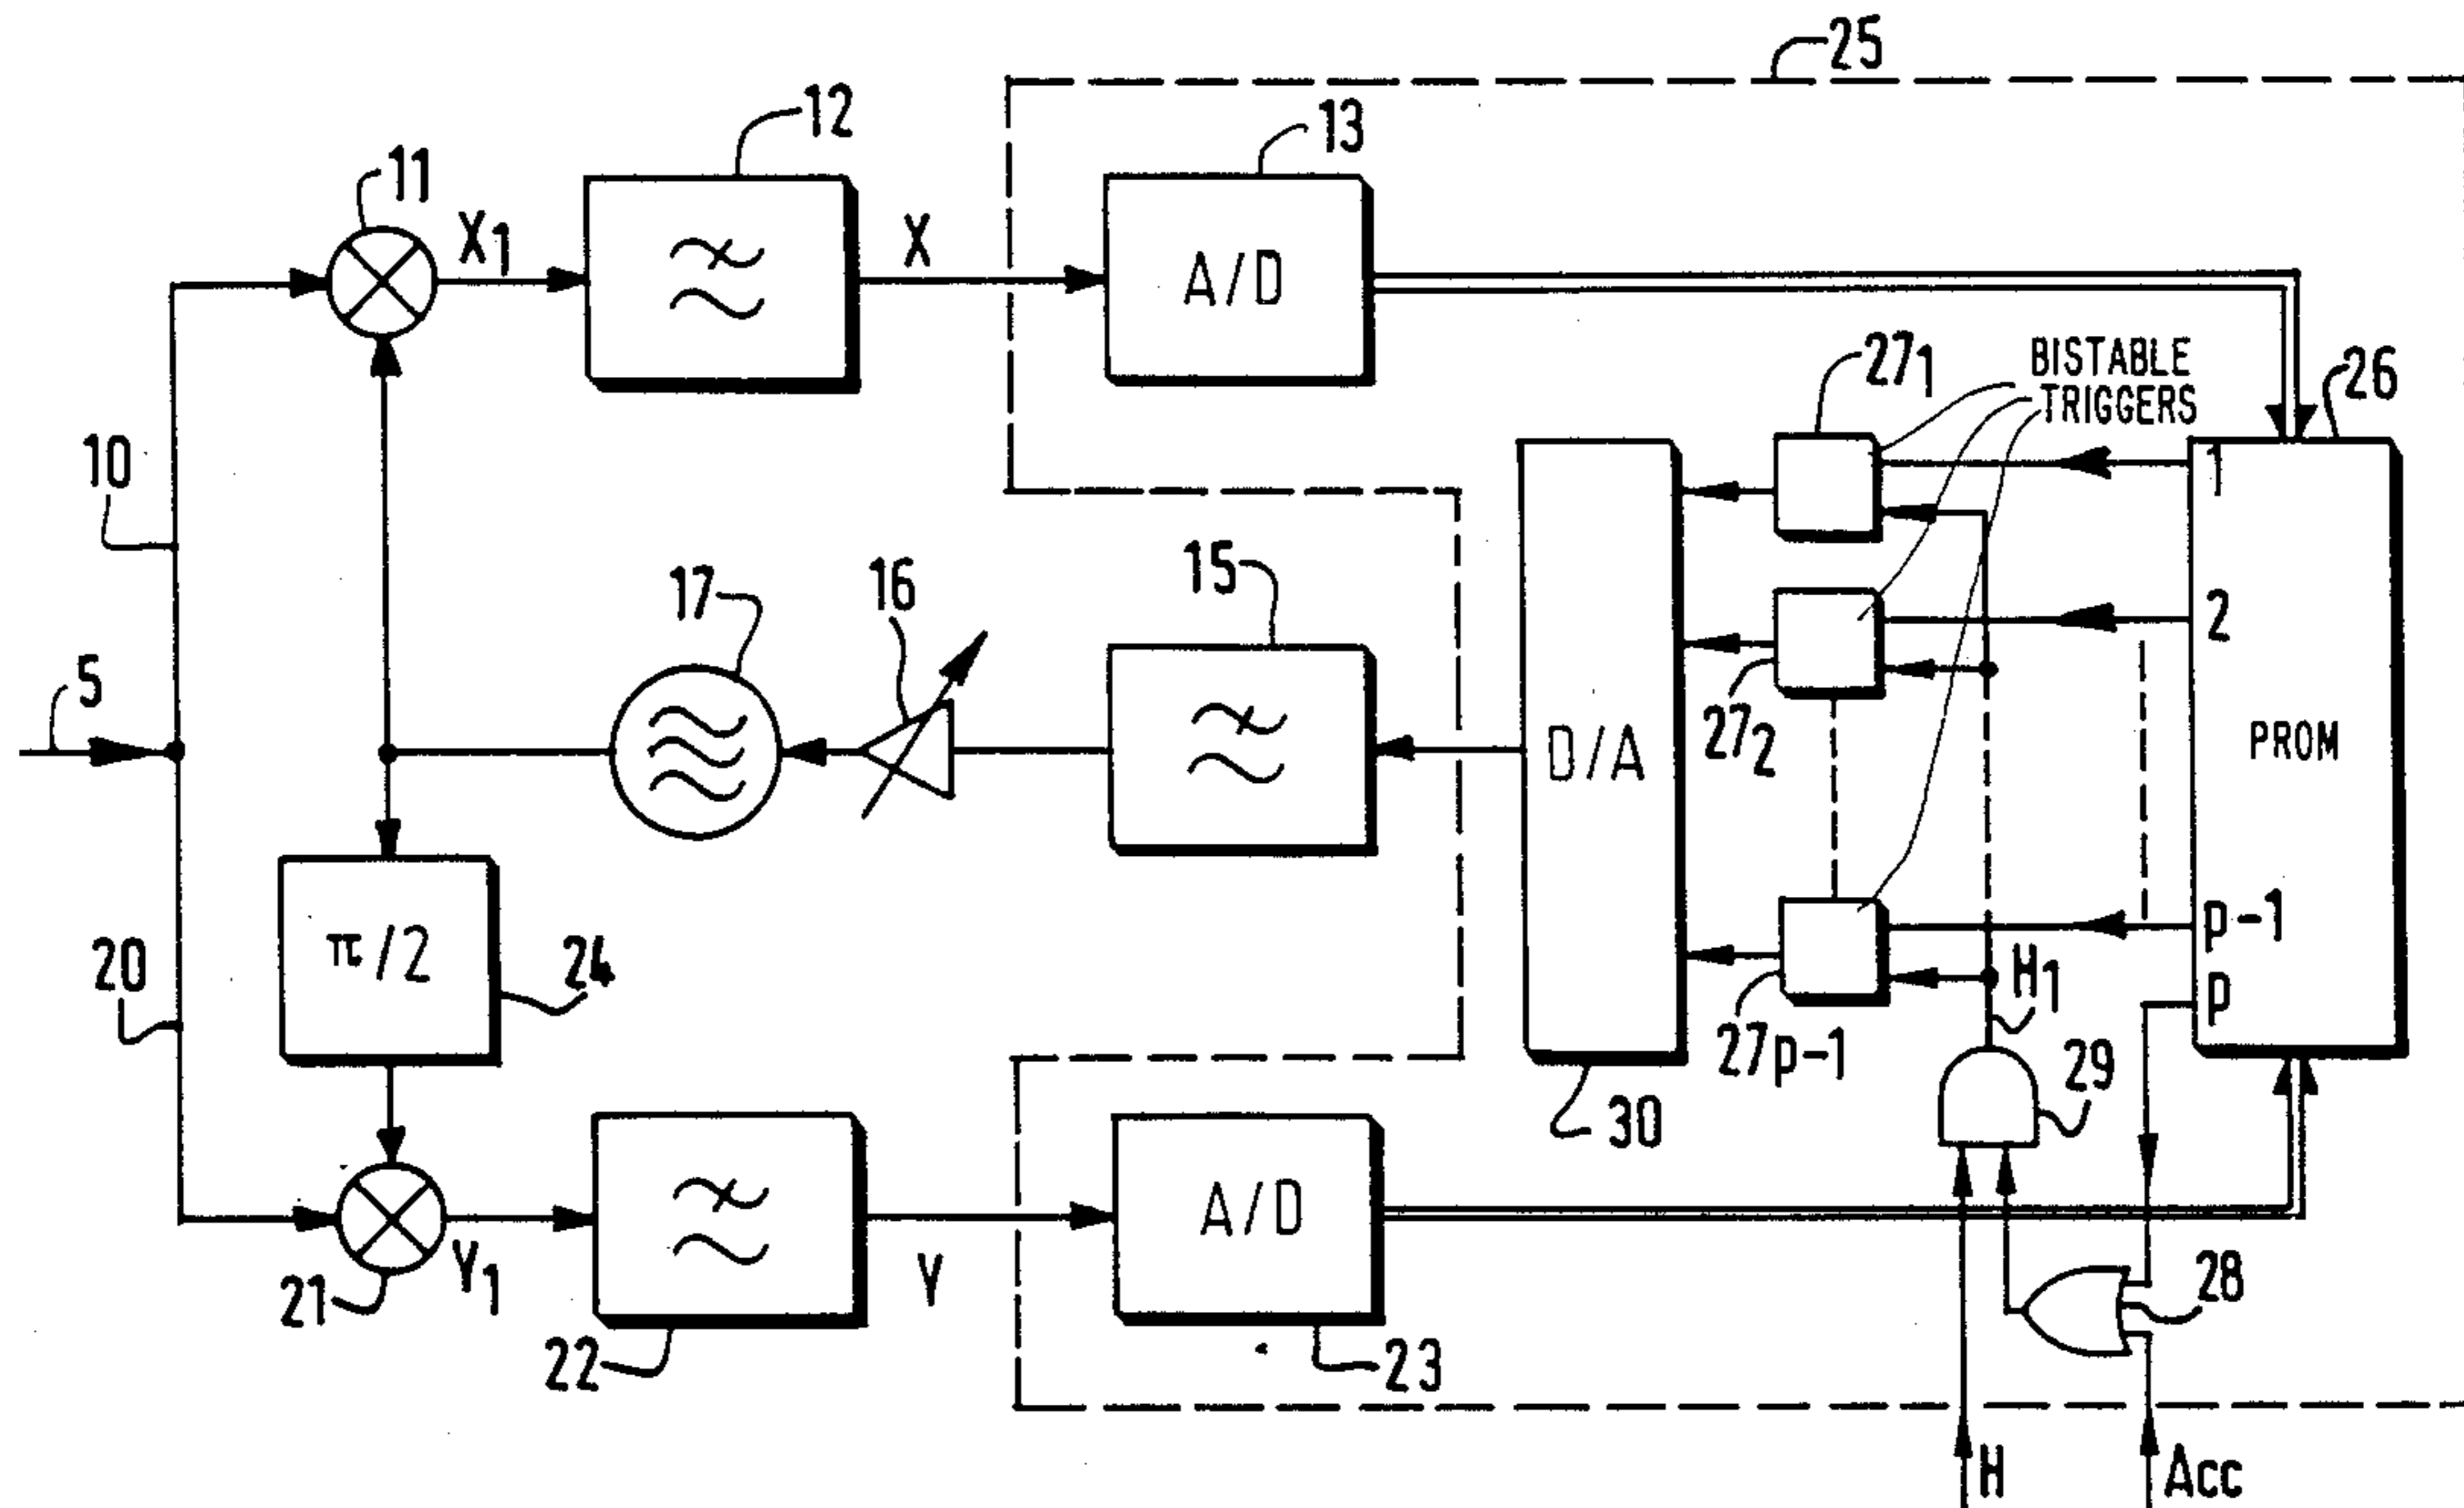 25
12
13
11
X1
X
A/D
271
BISTABLE
TRIGGERS
26
1
10
15
17
16
2
5
272
D/A
PROM
p-1
20
π/2
24
H1
p
27p-1
29
30
A/D
21
Y1
Y
28
22
23
H
Acc